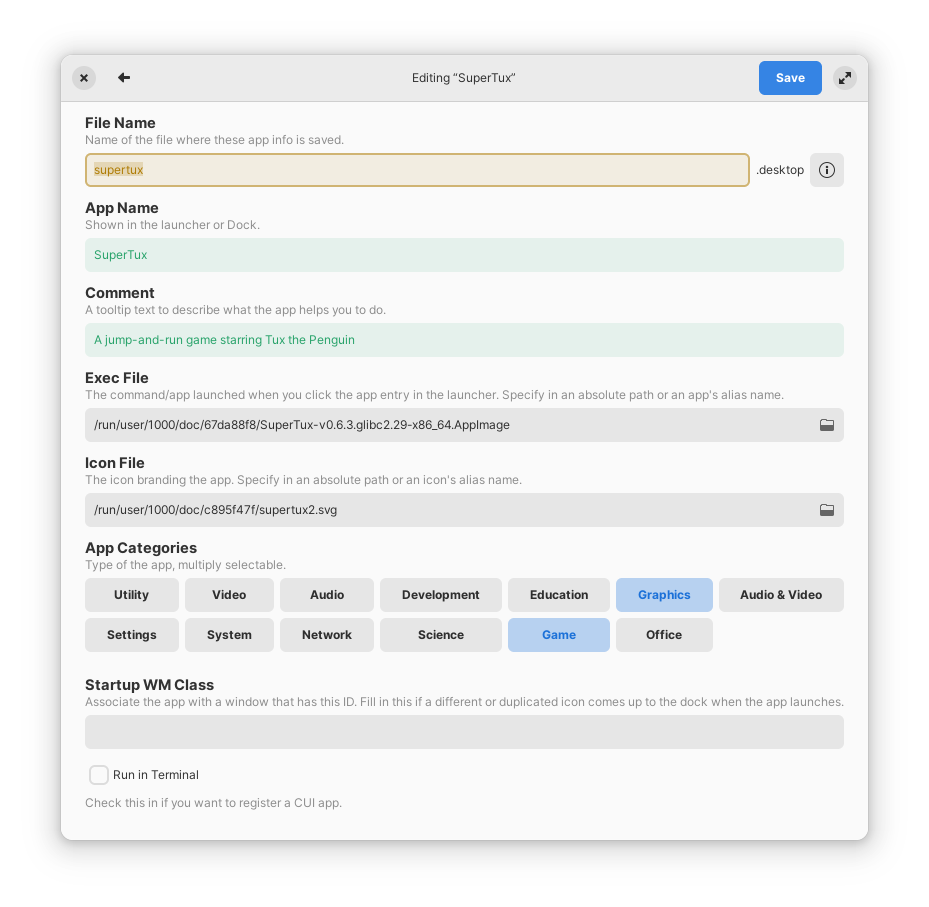 Editing “SuperTux”
Save
File Name
Name of the file where these app info is saved.
supertux
.desktop
App Name
Shown in the launcher or Dock.
SuperTux
Comment
A tooltip text to describe what the app helps you to do.
A jump-and-run game starring Tux the Penguin
Exec File
The command/app launched when you click the app entry in the launcher. Specify in an absolute path or an app's alias name.
/run/user/1000/doc/67da88f8/SuperTux-v0.6.3.glibc2.29-x86_64.AppImage
Icon File
The icon branding the app. Specify in an absolute path or an icon's alias name.
/run/user/1000/doc/c895f47f/supertux2.svg
App Categories
Type of the app, multiply selectable.
Utility Video Audio Development Education Graphics Audio & Video
Settings System Network Science Game Office
Startup WM Class
Associate the app with a window that has this ID. Fill in this if a different or duplicated icon comes up to the dock when the app launches.
Run in Terminal
Check this in if you want to register a CUI app.